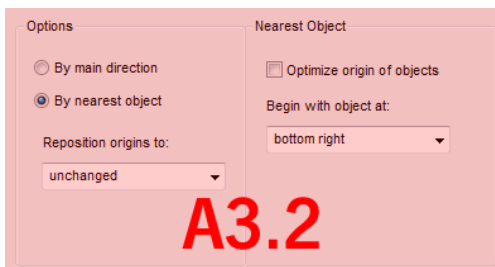 Options
By main direction
By nearest object
Reposition origins to:
unchanged
Nearest Object
Optimize origin of objects
Begin with object at:
bottom right
A3.2